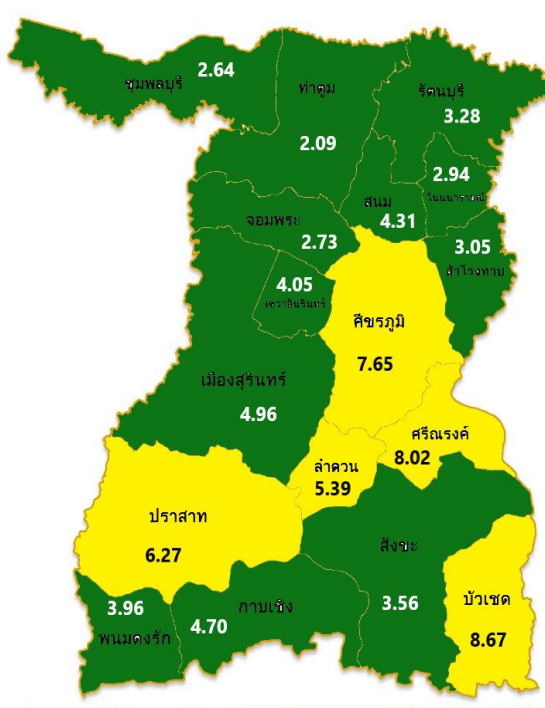 ชุมพลบุรี
2.64
ท่าตูม
2.09
รัตนบุรี
3.28
2.94
โนนนารายณ์
สนม
4.31
จอมพระ
2.73
3.05
สำโรงทาบ
4.05
เขวาสินรินทร์
ศีขรภูมิ
7.65
เมืองสุรินทร์
4.96
ศรีณรงค์
8.02
ลำดวน
5.39
ปราสาท
6.27
สังขะ
3.56
บัวเชด
8.67
3.96
พนมดงรัก
กาบเชิง
4.70